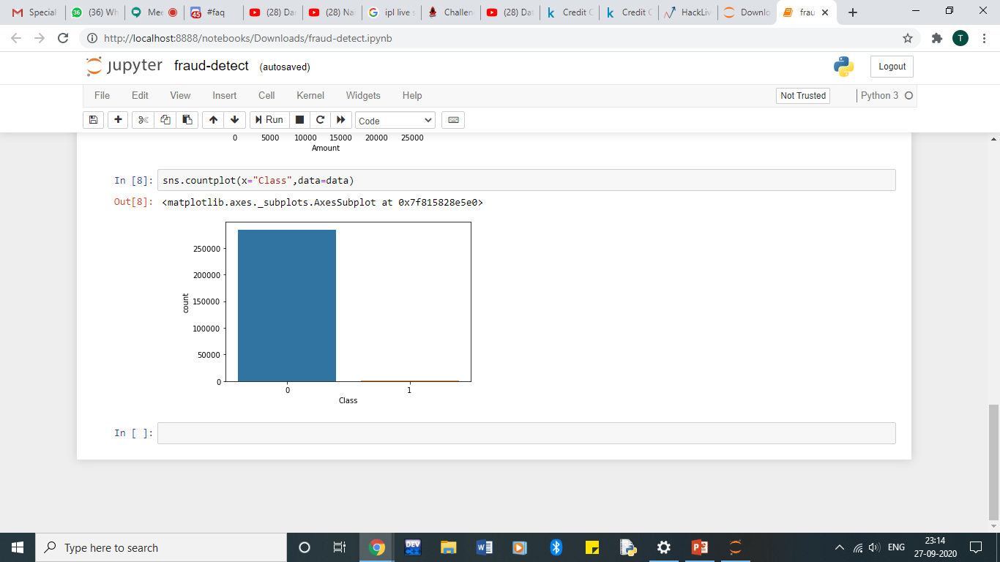 Special
36 (36) Wh
Mee
45 #faq
(28) Da
(28) Nai
ipl live s
Challen
(28) Dat
k Credit C
k Credit C
HackLiv
Downlo
frau
http://localhost:8888/notebooks/Downloads/fraud-detect.ipynb
T
jupyter fraud-detect (autosaved)
Logout
File Edit View Insert Cell Kernel Widgets Help
Not Trusted Python 3
Run Code
0 5000 10000 15000 20000 25000
Amount
In [8]: sns.countplot(x="Class",data=data)
Out[8]: <matplotlib.axes._subplots.AxesSubplot at 0x7f815828e5e0>
250000
200000
150000
100000
50000
0
count
0 1
Class
In [ ]:
Type here to search
DEV
ENG
23:14
27-09-2020